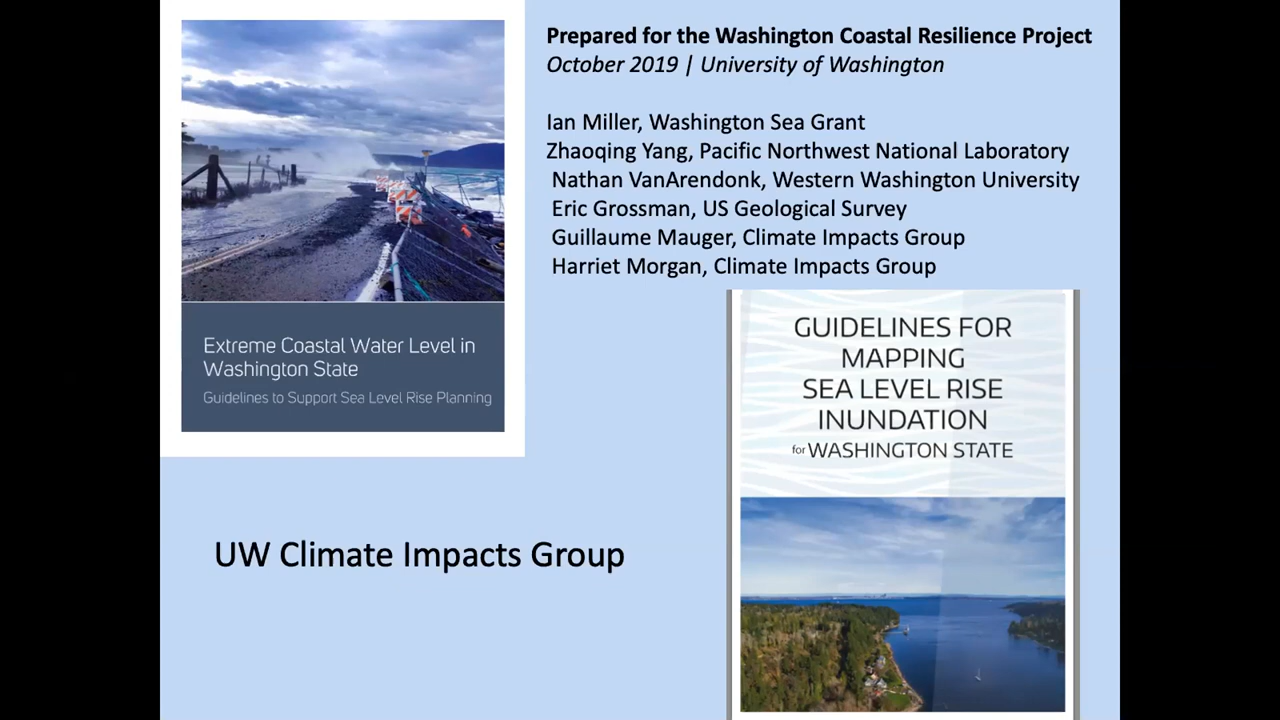 Prepared for the Washington Coastal Resilience Project
October 2019 | University of Washington
Ian Miller, Washington Sea Grant
Zhaoqing Yang, Pacific Northwest National Laboratory
Nathan VanArendonk, Western Washington University
Eric Grossman, US Geological Survey
Guillaume Mauger, Climate Impacts Group
Harriet Morgan, Climate Impacts Group
Extreme Coastal Water Level in
Washington State
Guidelines to Support Sea Level Rise Planning
GUIDELINES FOR
MAPPING
SEA LEVEL RISE
INUNDATION
for WASHINGTON STATE
UW Climate Impacts Group